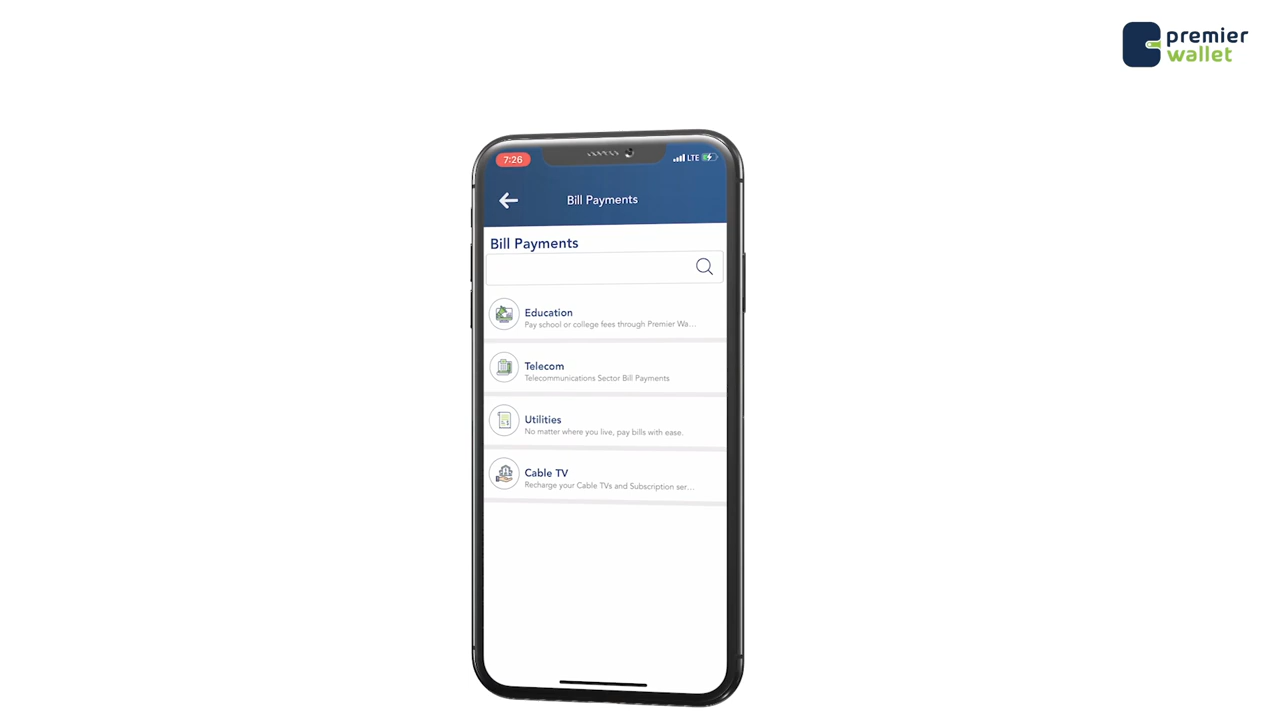 premier
wallet
7:26
LTE
Bill Payments
Bill Payments
Education
Pay school or college fees through Premier Wa...
Telecom
Telecommunications Sector Bill Payments
Utilities
No matter where you live, pay bills with ease.
Cable TV
Recharge your Cable TVs and Subscription ser...